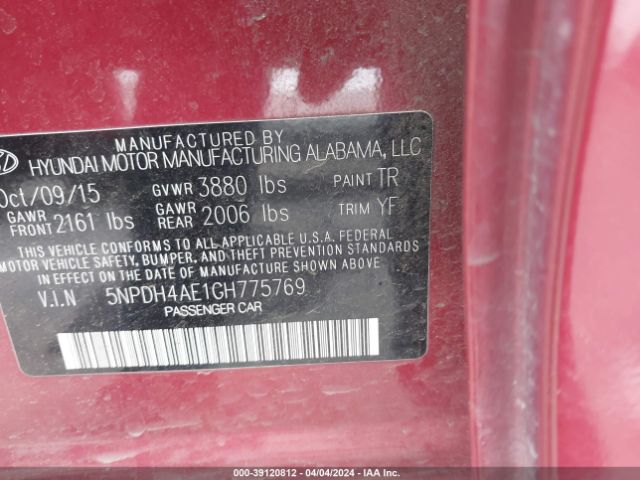 MANUFACTURED BY
HYUNDAI MOTOR MANUFACTURING ALABAMA, LLC
Oct/09/15 GVWR 3880 lbs PAINT TR
GAWR FRONT 2161 lbs GAWR REAR 2006 lbs TRIM YF
THIS VEHICLE CONFORMS TO ALL APPLICABLE U.S.A. FEDERAL
MOTOR VEHICLE SAFETY, BUMPER, AND THEFT PREVENTION STANDARDS
IN EFFECT ON THE DATE OF MANUFACTURE SHOWN ABOVE.
V.I.N 5NPDH4AE1GH775769
PASSENGER CAR
000-39120812 - 04/04/2024 - IAA Inc.